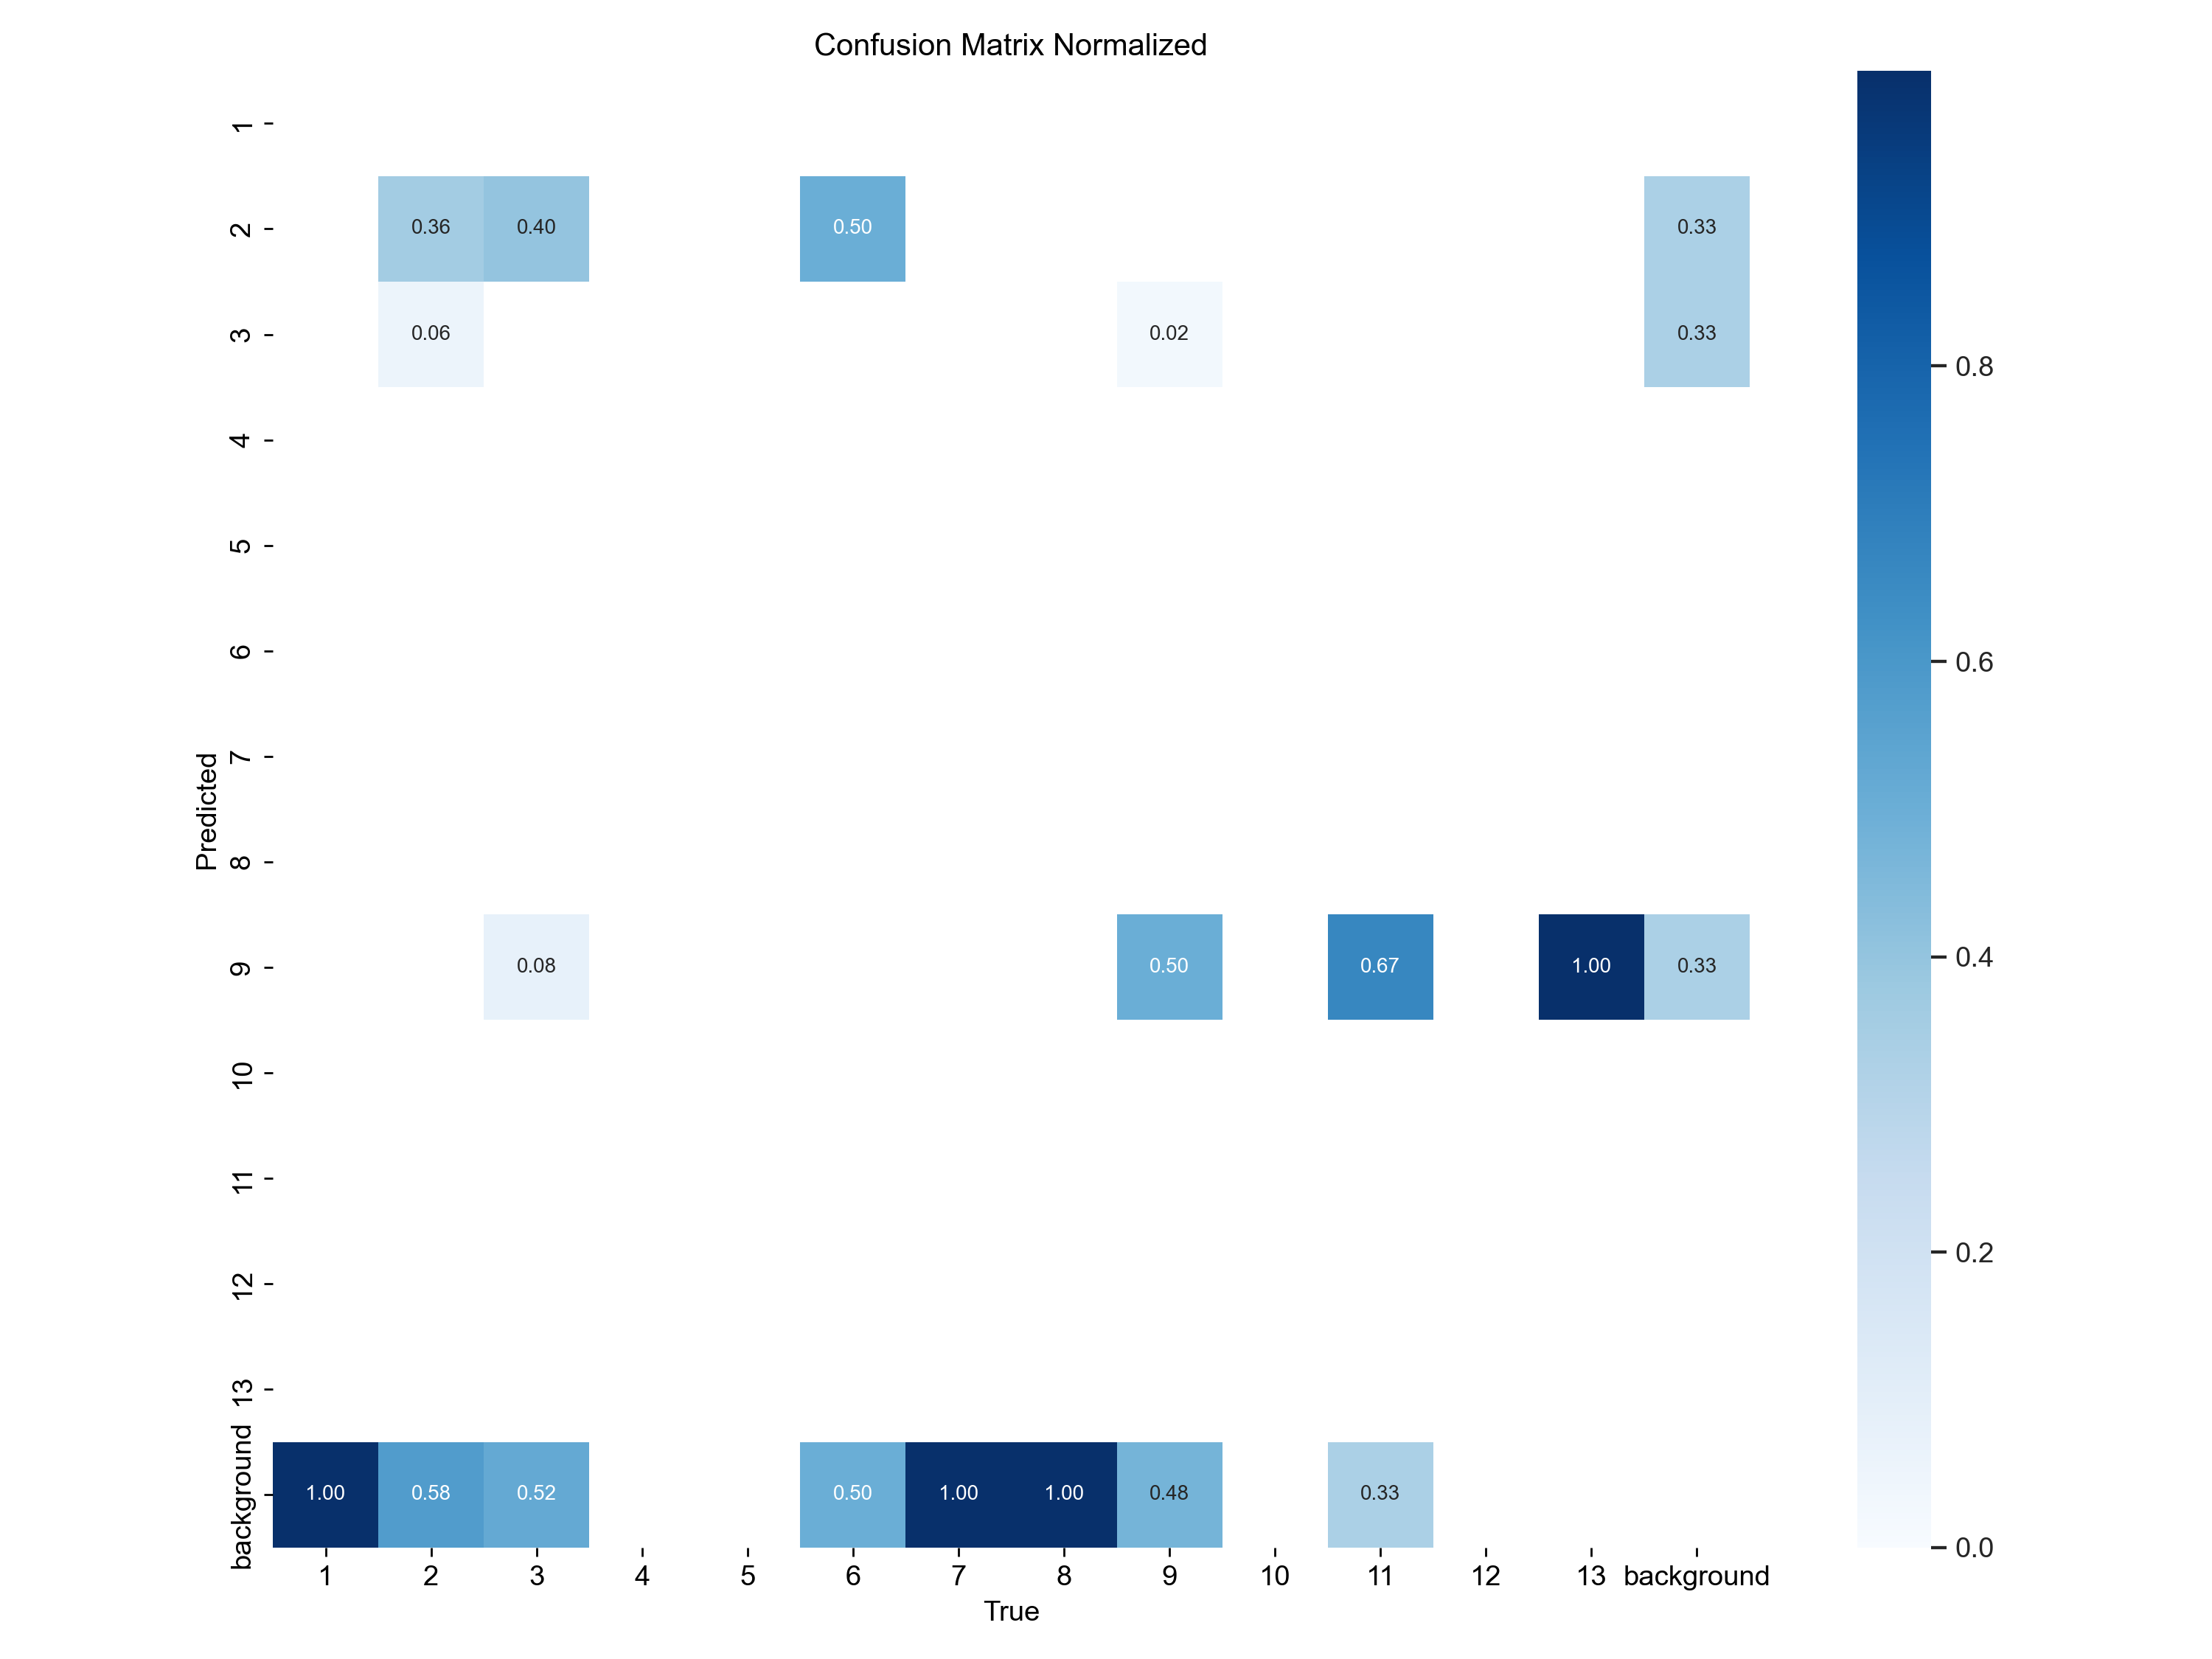 Confusion Matrix Normalized
1
2
0.36 0.40 0.50 0.33
3
0.06 0.02 0.33
0.8
4
5
6
0.6
7
Predicted
8
9
0.08 0.50 0.67 1.00 0.33
0.4
10
11
12
0.2
13
background
1.00 0.58 0.52 0.50 1.00 1.00 0.48 0.33
0.0
1 2 3 4 5 6 7 8 9 10 11 12 13 background
True